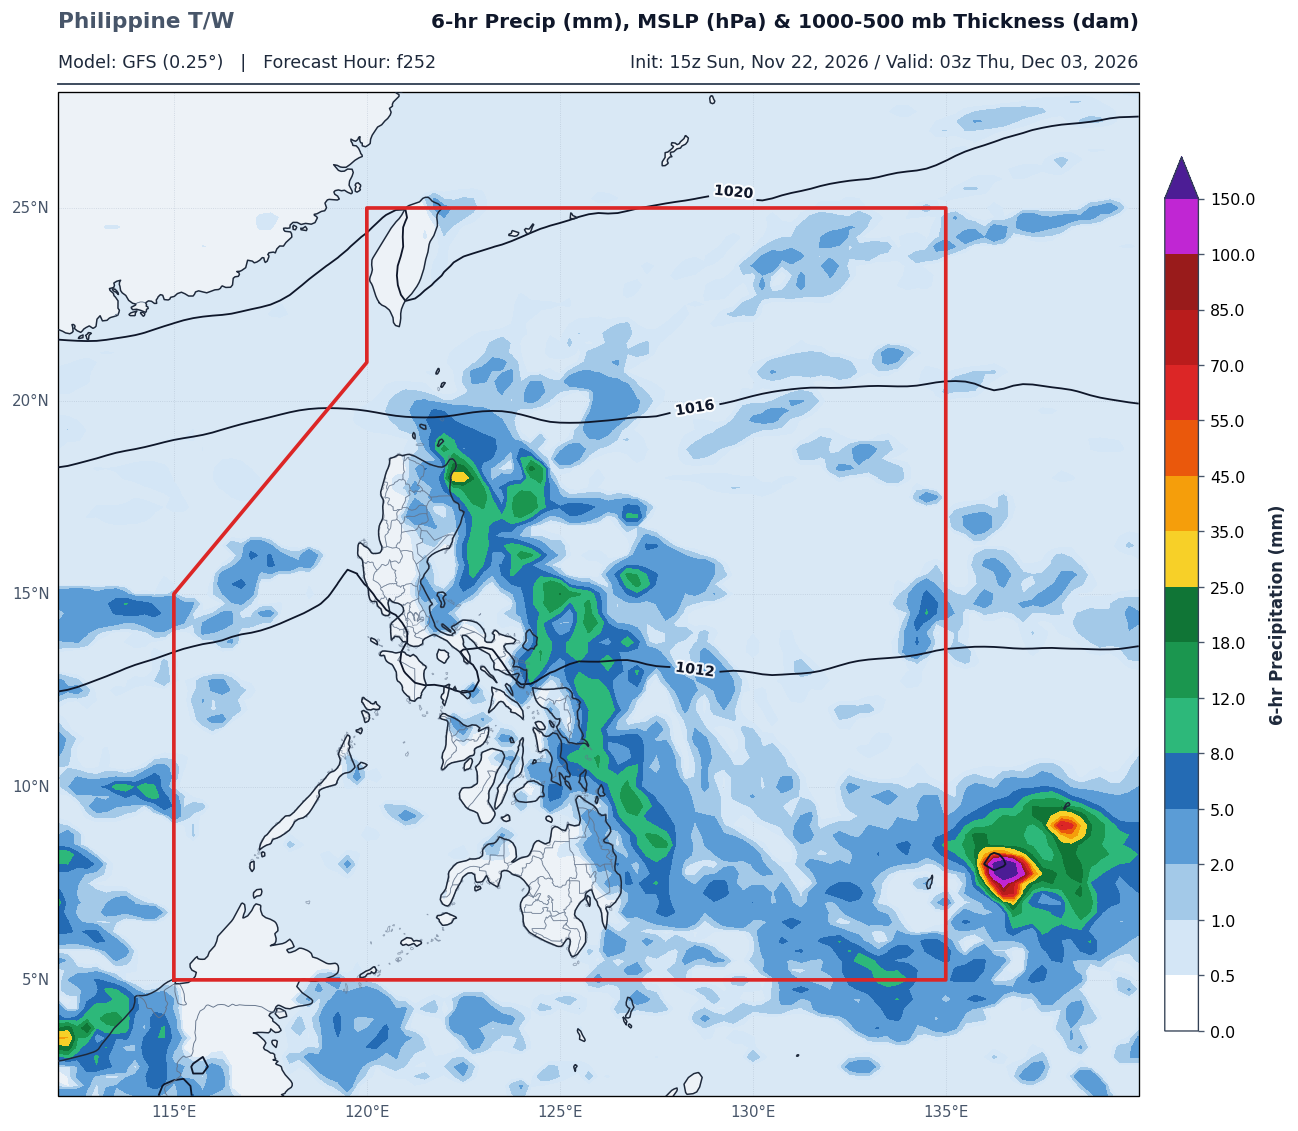 Philippine T/W
6-hr Precip (mm), MSLP (hPa) & 1000-500 mb Thickness (dam)
Model: GFS (0.25°) | Forecast Hour: f252
Init: 15z Sun, Nov 22, 2026 / Valid: 03z Thu, Dec 03, 2026
25°N
20°N
15°N
10°N
5°N
115°E
120°E
125°E
130°E
135°E
1020
1016
1012
150.0
100.0
85.0
70.0
55.0
45.0
35.0
25.0
18.0
12.0
8.0
5.0
2.0
1.0
0.5
0.0
6-hr Precipitation (mm)